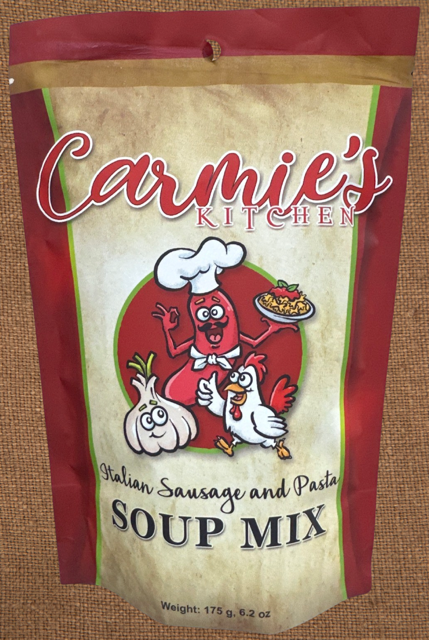 Carmie's
KITCHEN
Italian Sausage and Pasta
SOUP MIX
Weight: 175 g, 6.2 oz